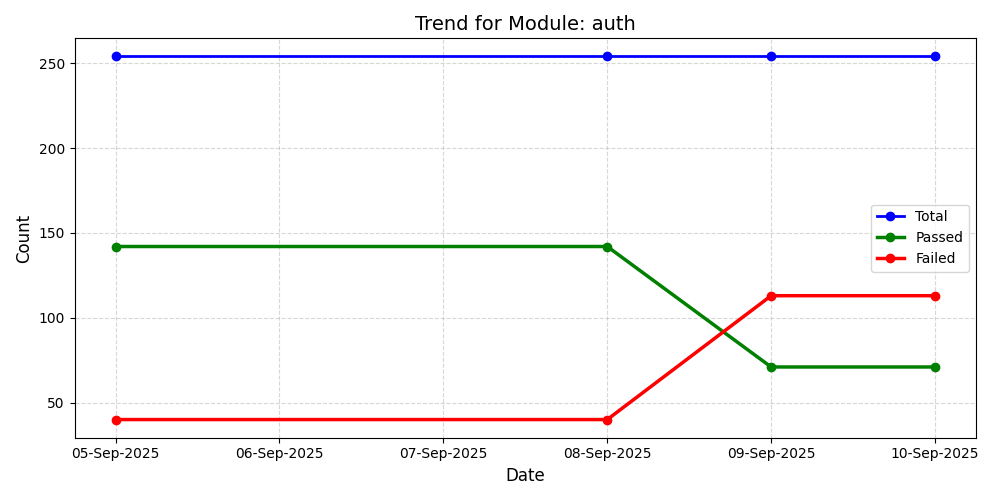 Trend for Module: auth
250
200
150
100
50
Count
Total
Passed
Failed
05-Sep-2025 06-Sep-2025 07-Sep-2025 08-Sep-2025 09-Sep-2025 10-Sep-2025
Date